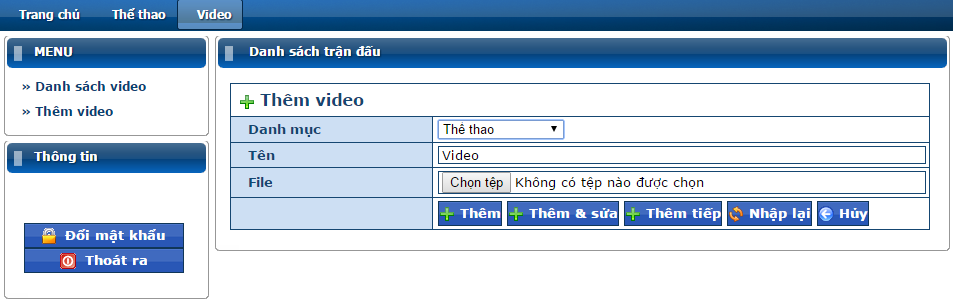 Trang chủ Thể thao Video
MENU
» Danh sách video
» Thêm video
Thông tin
Đổi mật khẩu
Thoát ra
Danh sách trận đấu
Thêm video
Danh mục Thể thao
Tên Video
File Chọn tệp Không có tệp nào được chọn
Thêm Thêm & sửa Thêm tiếp Nhập lại Hủy